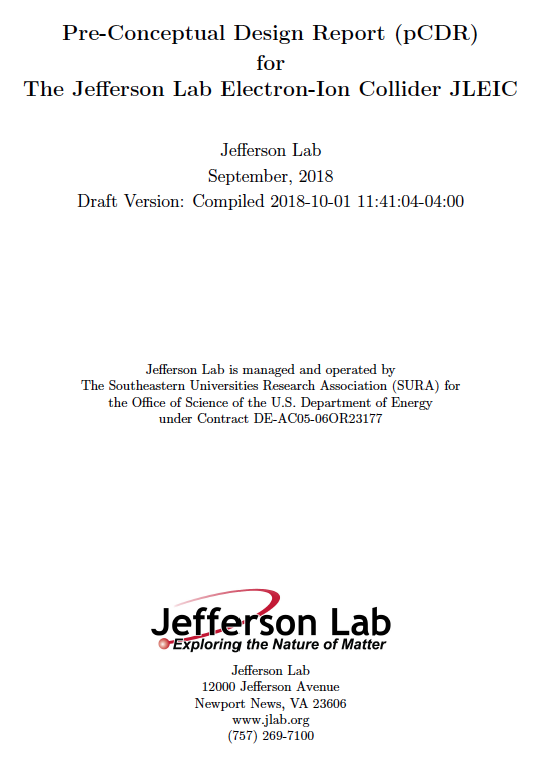 Pre-Conceptual Design Report (pCDR)
for
The Jefferson Lab Electron-Ion Collider JLEIC
Jefferson Lab
September, 2018
Draft Version: Compiled 2018-10-01 11:41:04-04:00
Jefferson Lab is managed and operated by
The Southeastern Universities Research Association (SURA) for
the Office of Science of the U.S. Department of Energy
under Contract DE-AC05-06OR23177
Jefferson Lab
Exploring the Nature of Matter
Jefferson Lab
12000 Jefferson Avenue
Newport News, VA 23606
www.jlab.org
(757) 269-7100